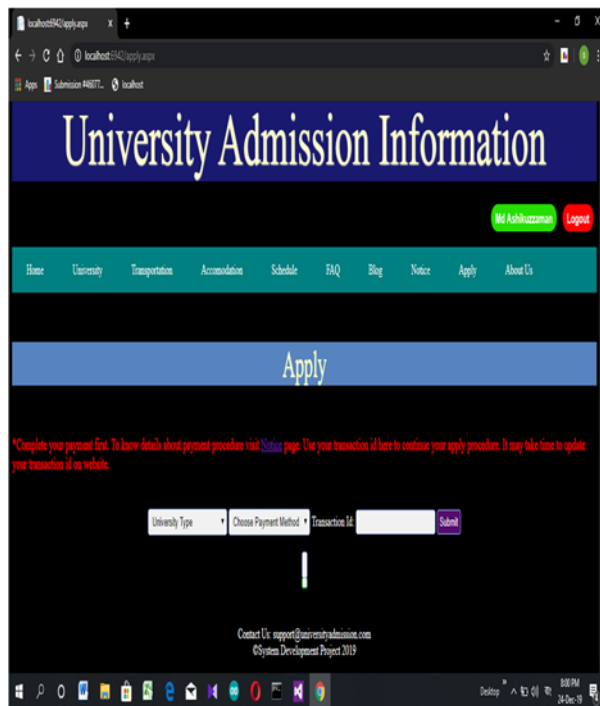 localhost:6942/apply.aspx
localhost:6942/apply.aspx
Apps Submission #46077... localhost
University Admission Information
Md Ashikuzzaman Logout
Home University Transportation Accomodation Schedule FAQ Blog Notice Apply About Us
Apply
*Complete your payment first. To know details about payment procedure visit Notice page. Use your transaction id here to continue your apply procedure. It may take time to update
your transaction id on website.
University Type Choose Payment Method Transaction Id: Submit
Contact Us: support@universityadmission.com
©System Development Project 2019
Desktop 8:00 PM
24-Dec-19